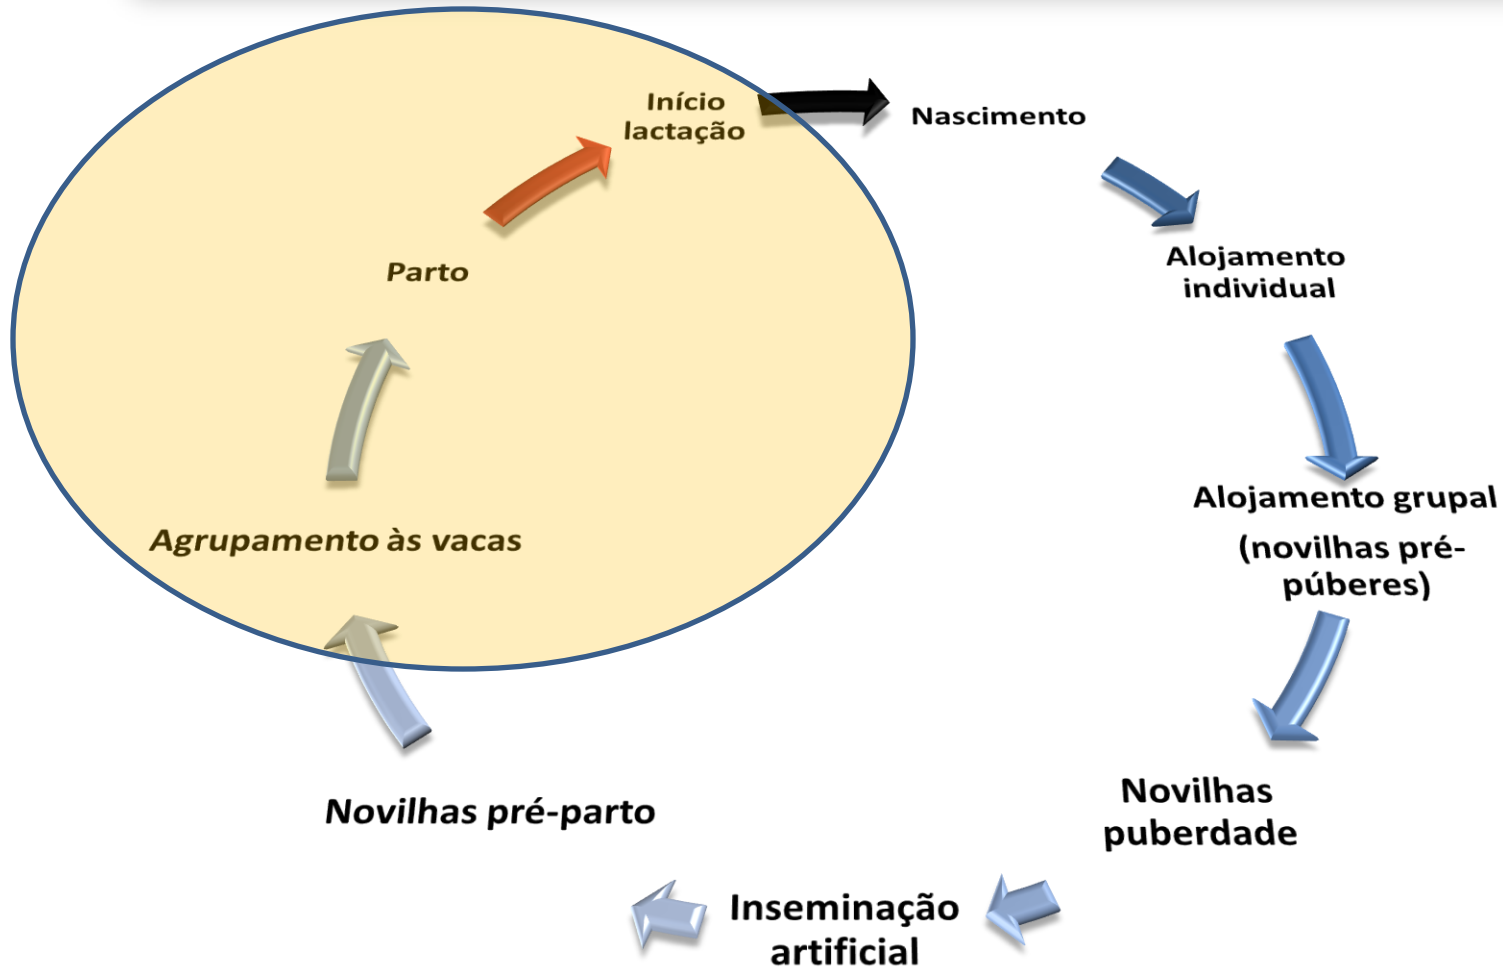 Início
lactação
Nascimento
Alojamento
individual
Alojamento grupal
(novilhas pré-
púberes)
Novilhas
puberdade
Inseminação
artificial
Novilhas pré-parto
Agrupamento às vacas
Parto